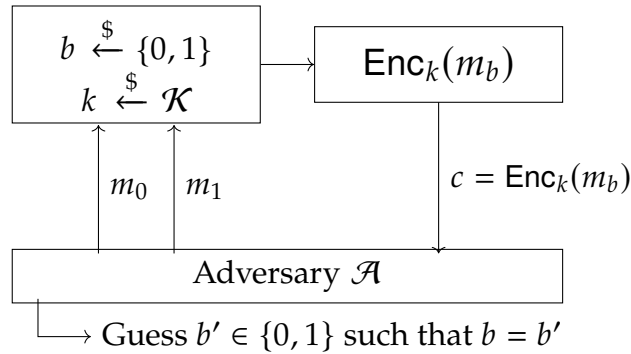 b $← {0, 1}
k $← 𝒦
Enc_k(m_b)
m_0
m_1
c = Enc_k(m_b)
Adversary 𝒜
Guess b′ ∈ {0, 1} such that b = b′